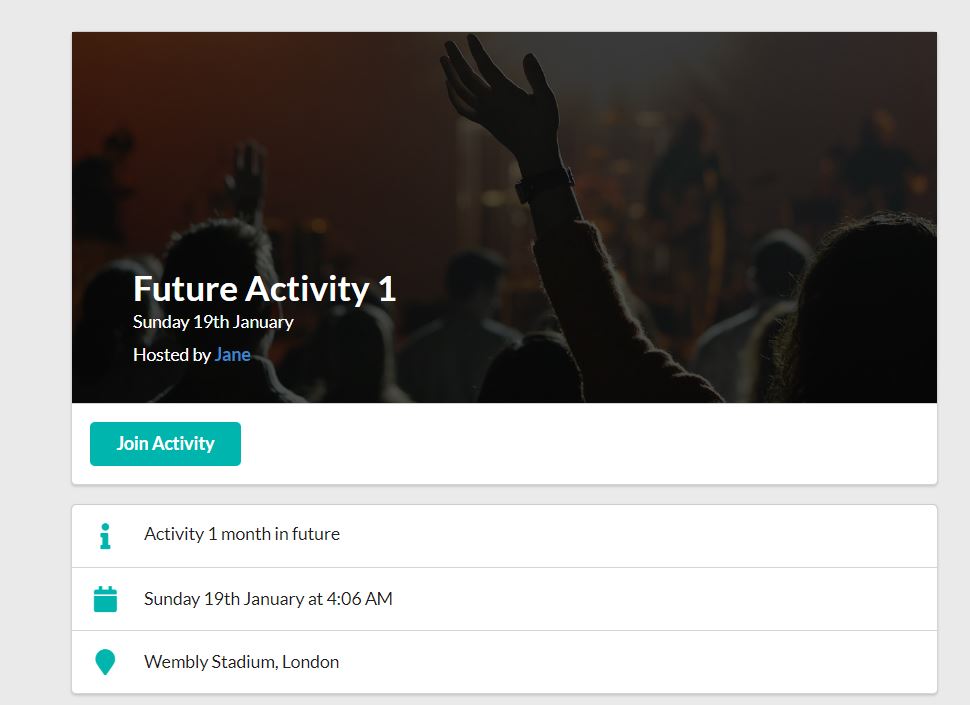 Future Activity 1
Sunday 19th January
Hosted by Jane
Join Activity
Activity 1 month in future
Sunday 19th January at 4:06 AM
Wembly Stadium, London